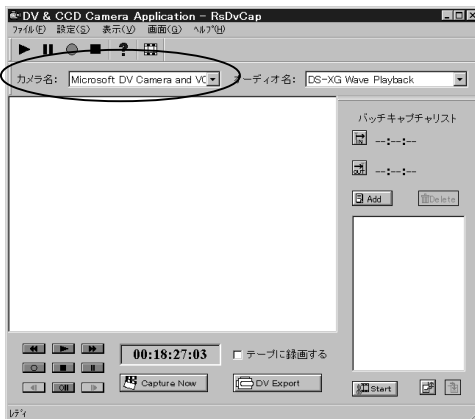 DV & CCD Camera Application - RsDvCap
ﾌｧｲﾙ(F) 設定(S) 表示(V) 画面(G) ﾍﾙﾌﾟ(H)
カメラ名: Microsoft DV Camera and VC オーディオ名: DS-XG Wave Playback
バッチキャプチャリスト
IN --:--:--
OUT --:--:--
Add Delete
00:18:27:03 テープに録画する
Capture Now DV Export Start
ﾚﾃﾞｨ